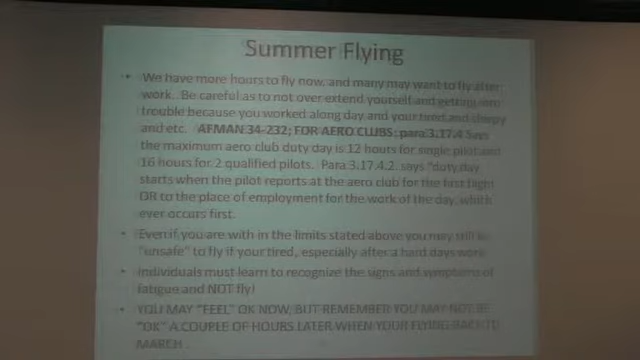 Summer Flying
• We have more hours to fly now, and many may want to fly after
work. Be careful as to not over extend yourself and getting into
trouble because you worked along day and your tired and sleepy
and etc. AFMAN 34-232; FOR AERO CLUBS: para.3.17.4 Says
the maximum aero club duty day is 12 hours for single pilot and
16 hours for 2 qualified pilots. Para 3.17.4.2. says "duty day
starts when the pilot reports at the aero club for the flight
OR to the place of employment for the work of the day, which
ever occurs first.
• Even if you are with in the limits stated above you may still be
"unsafe" to fly if your tired, especially after a hard days work
• Individuals must learn to recognize the signs and symptoms of
fatigue and NOT fly!
• YOU MAY "FEEL" OK NOW, BUT REMEMBER YOU MAY NOT BE
"OK" A COUPLE OF HOURS LATER WHEN YOUR FLYING BACK TO
MARCH .